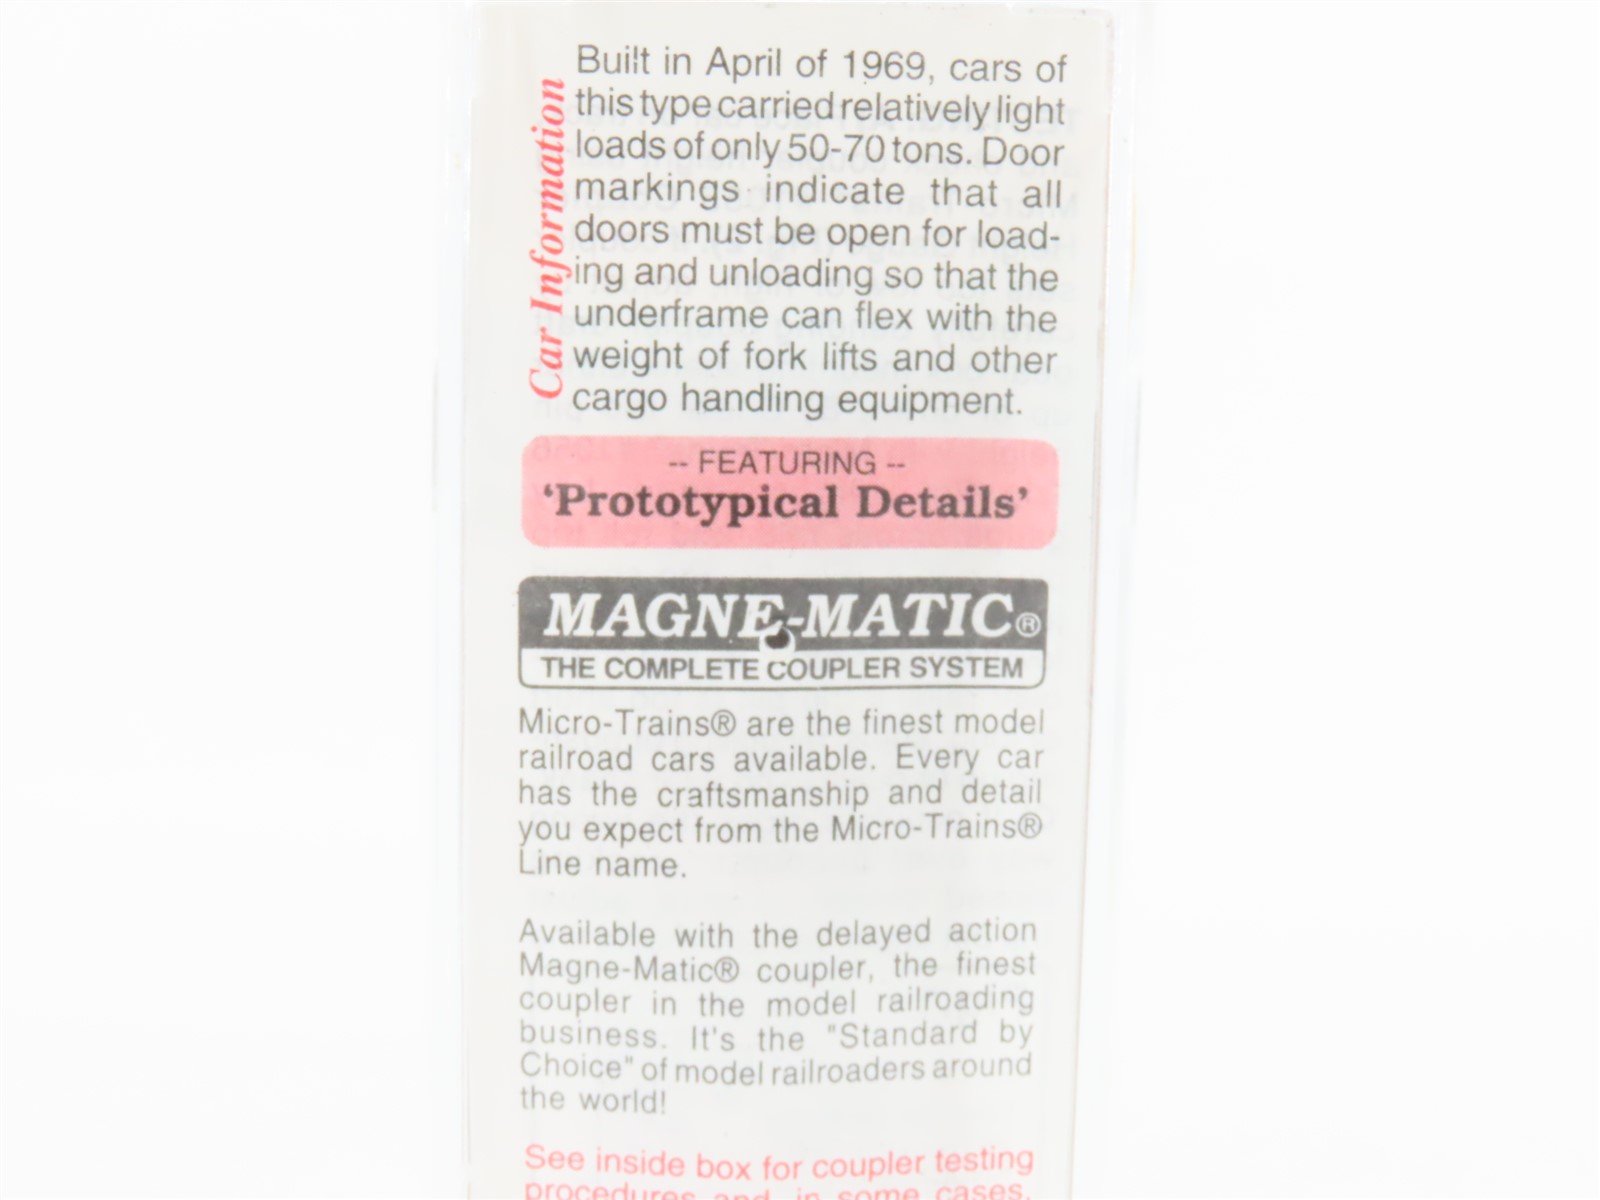 Car Information
Built in April of 1969, cars of
this type carried relatively light
loads of only 50-70 tons. Door
markings indicate that all
doors must be open for load-
ing and unloading so that the
underframe can flex with the
weight of fork lifts and other
cargo handling equipment.
-- FEATURING --
'Prototypical Details'
MAGNE-MATIC®
THE COMPLETE COUPLER SYSTEM
Micro-Trains® are the finest model
railroad cars available. Every car
has the craftsmanship and detail
you expect from the Micro-Trains®
Line name.
Available with the delayed action
Magne-Matic® coupler, the finest
coupler in the model railroading
business. It's the "Standard by
Choice" of model railroaders around
the world!
See inside box for coupler testing
procedures and, in some cases,